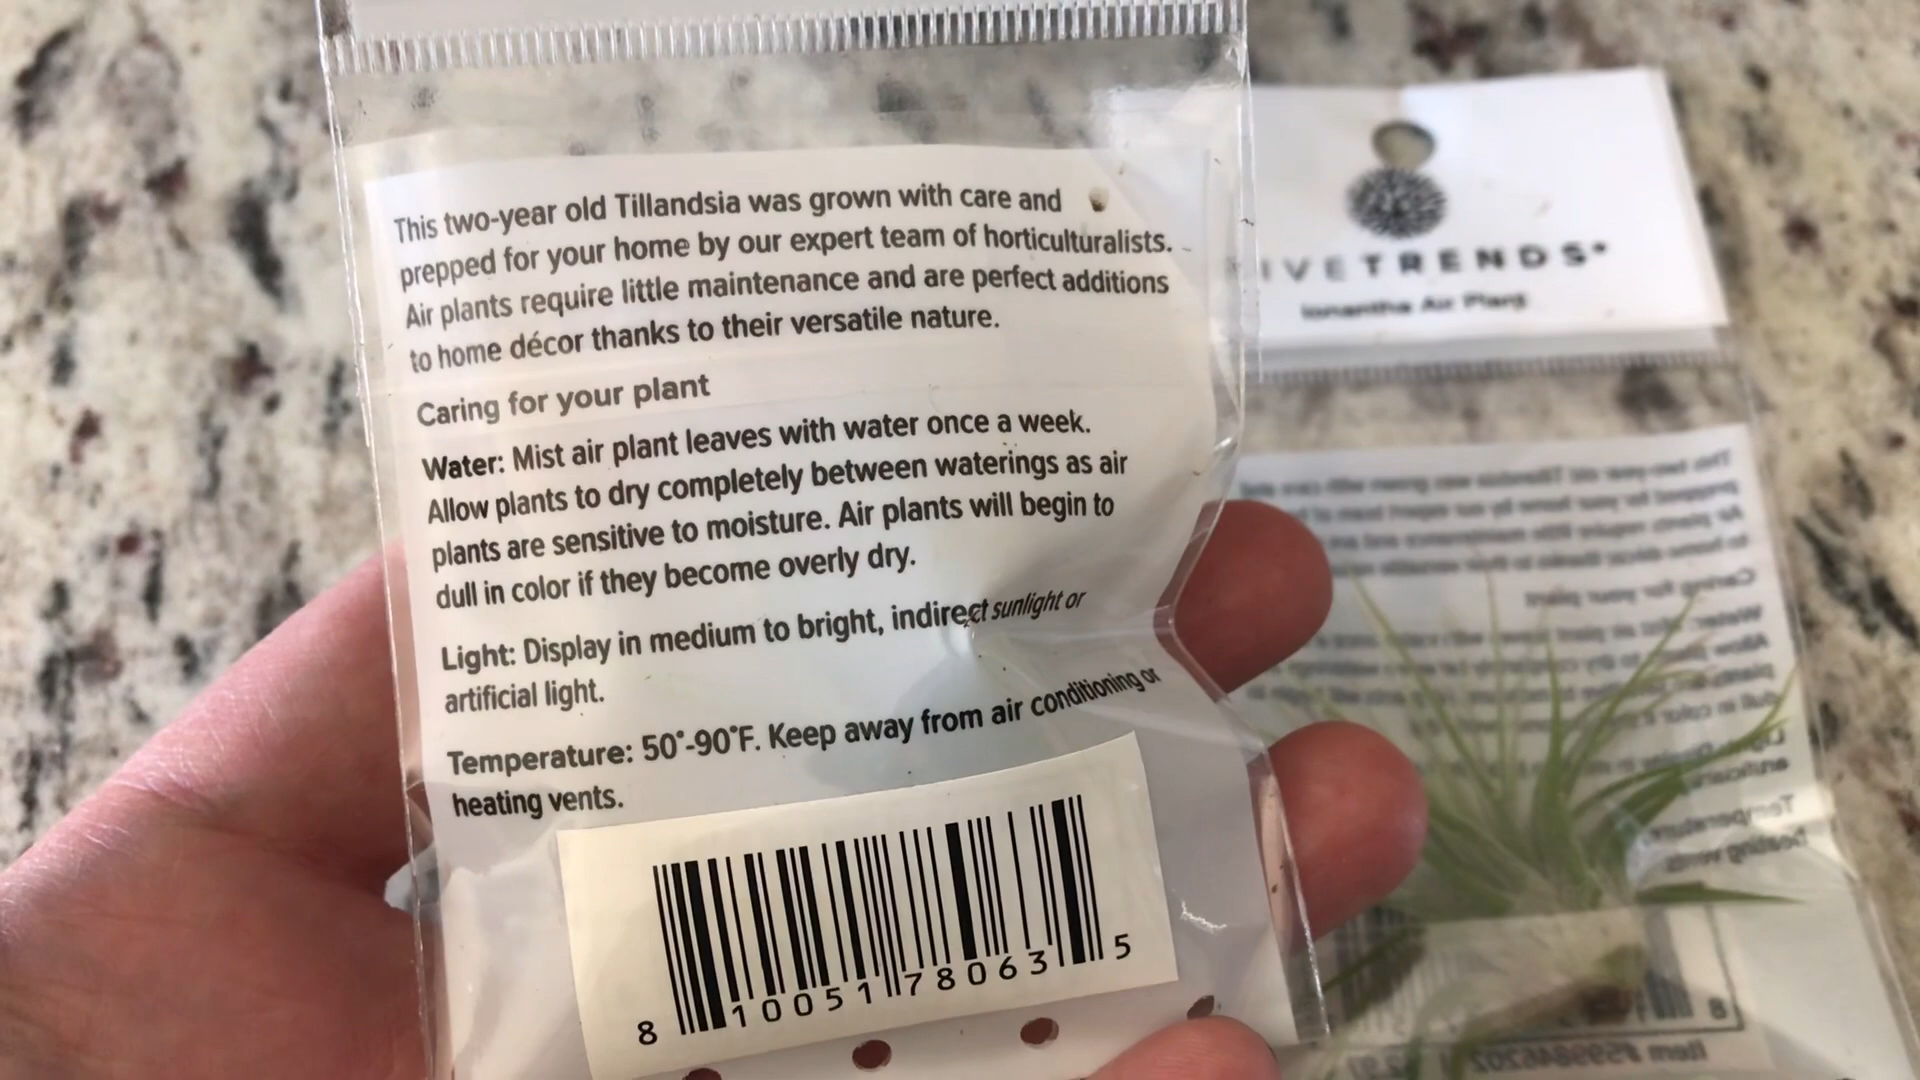 This two-year old Tillandsia was grown with care and
prepped for your home by our expert team of horticulturalists.
Air plants require little maintenance and are perfect additions
to home décor thanks to their versatile nature.
Caring for your plant
Water: Mist air plant leaves with water once a week.
Allow plants to dry completely between waterings as air
plants are sensitive to moisture. Air plants will begin to
dull in color if they become overly dry.
Light: Display in medium to bright, indirect sunlight or
artificial light.
Temperature: 50°-90°F. Keep away from air conditioning or
heating vents.
8 10051 78063 5
IVETRENDS
Ionantha Air Plant